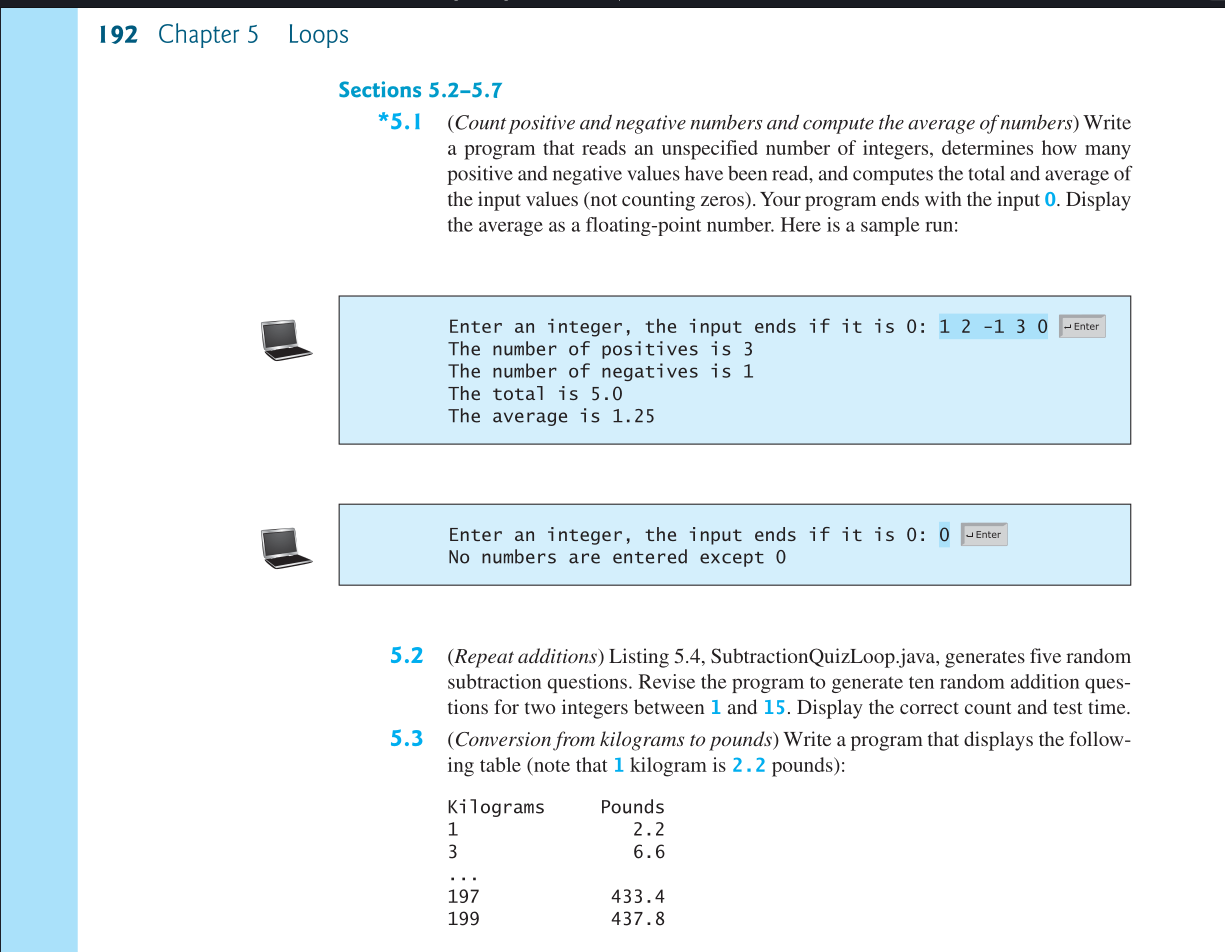 192 Chapter 5 Loops
Sections 5.2–5.7
*5.1 (Count positive and negative numbers and compute the average of numbers) Write
a program that reads an unspecified number of integers, determines how many
positive and negative values have been read, and computes the total and average of
the input values (not counting zeros). Your program ends with the input 0. Display
the average as a floating-point number. Here is a sample run:
Enter an integer, the input ends if it is 0: 1 2 -1 3 0 ↵Enter
The number of positives is 3
The number of negatives is 1
The total is 5.0
The average is 1.25
Enter an integer, the input ends if it is 0: 0 ↵Enter
No numbers are entered except 0
5.2 (Repeat additions) Listing 5.4, SubtractionQuizLoop.java, generates five random
subtraction questions. Revise the program to generate ten random addition ques-
tions for two integers between 1 and 15. Display the correct count and test time.
5.3 (Conversion from kilograms to pounds) Write a program that displays the follow-
ing table (note that 1 kilogram is 2.2 pounds):
Kilograms Pounds
1 2.2
3 6.6
...
197 433.4
199 437.8